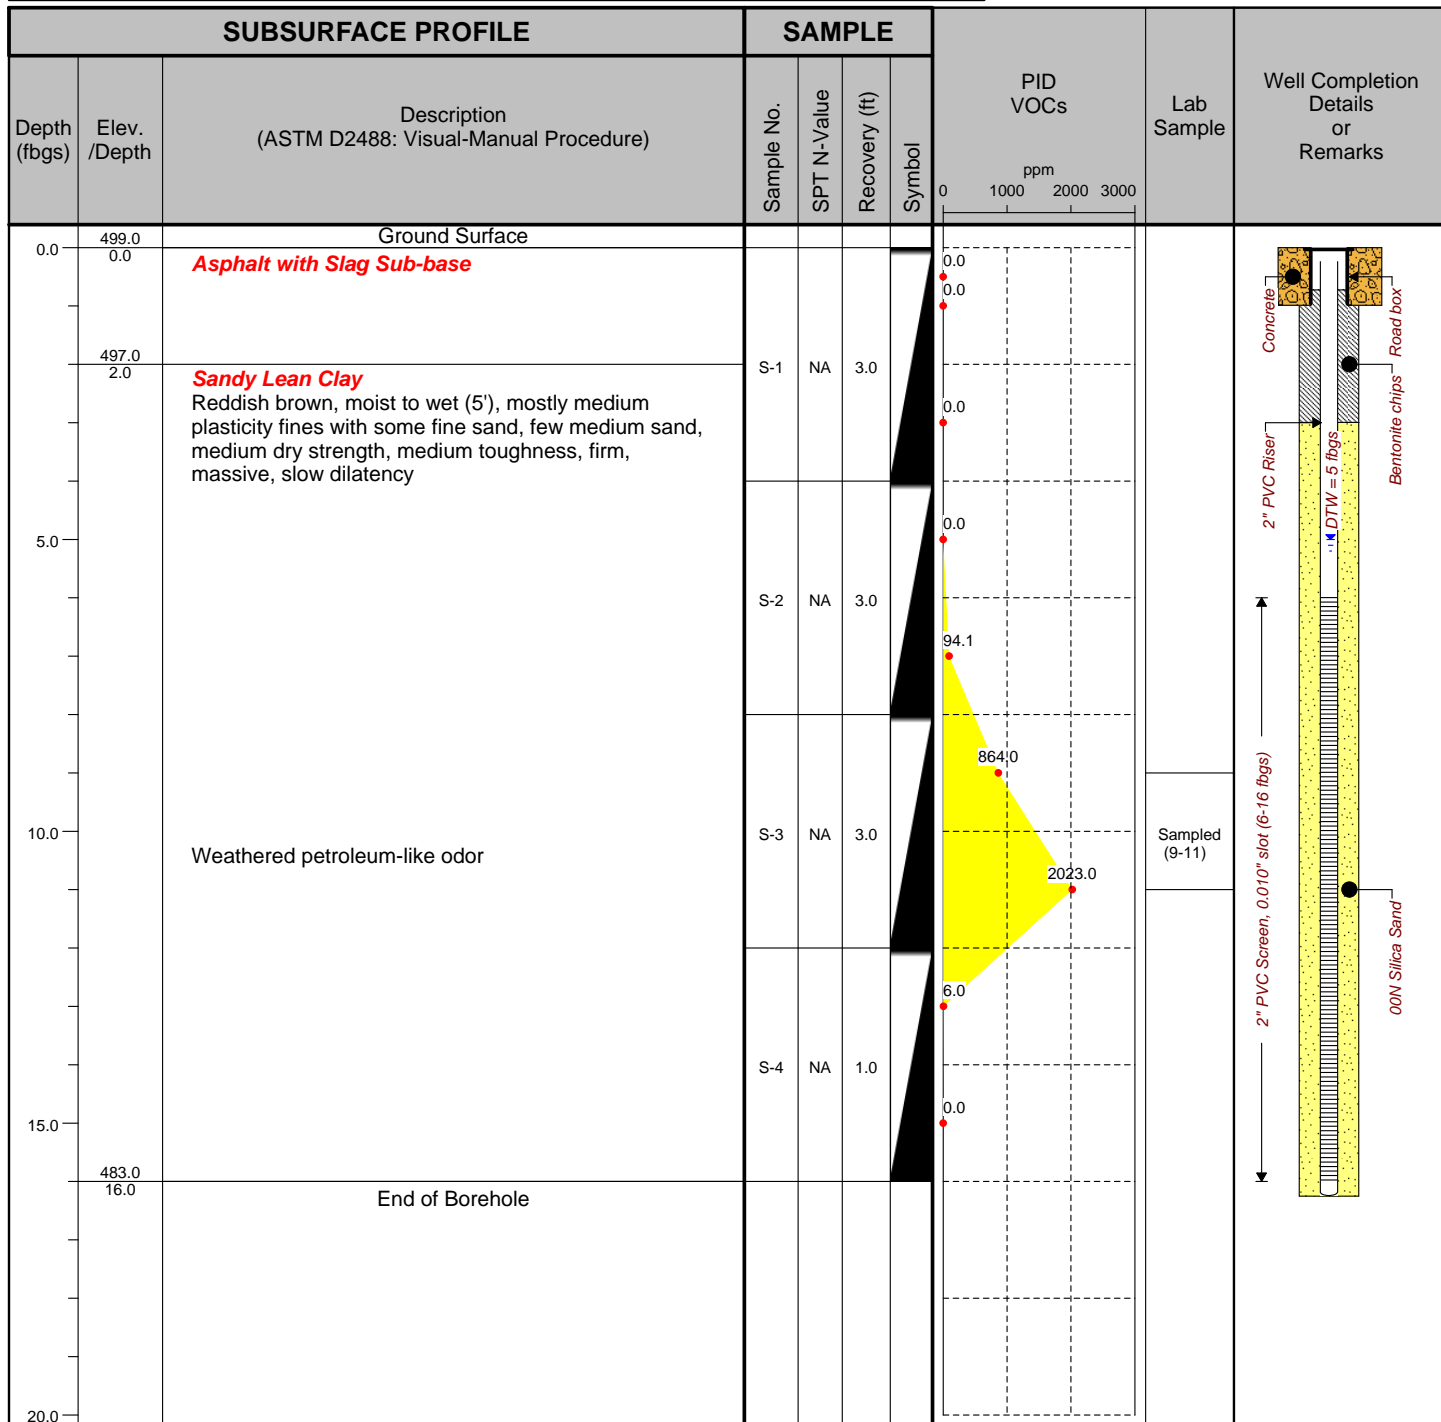 SUBSURFACE PROFILE
SAMPLE
Depth
(fbgs)
Elev.
/Depth
Description
(ASTM D2488: Visual-Manual Procedure)
Sample No.
SPT N-Value
Recovery (ft)
Symbol
PID
VOCs
ppm
0 1000 2000 3000
Lab
Sample
Well Completion
Details
or
Remarks
0.0
499.0
0.0
Ground Surface
Asphalt with Slag Sub-base
497.0
2.0
Sandy Lean Clay
Reddish brown, moist to wet (5'), mostly medium
plasticity fines with some fine sand, few medium sand,
medium dry strength, medium toughness, firm,
massive, slow dilatency
5.0
10.0
Weathered petroleum-like odor
15.0
483.0
16.0
End of Borehole
20.0
S-1 NA 3.0
S-2 NA 3.0
S-3 NA 3.0
S-4 NA 1.0
0.0
0.0
0.0
0.0
94.1
864.0
2023.0
6.0
0.0
Sampled
(9-11)
Concrete
Road box
Bentonite chips
2" PVC Riser
DTW = 5 fbgs
2" PVC Screen, 0.010" slot (6-16 fbgs)
00N Silica Sand